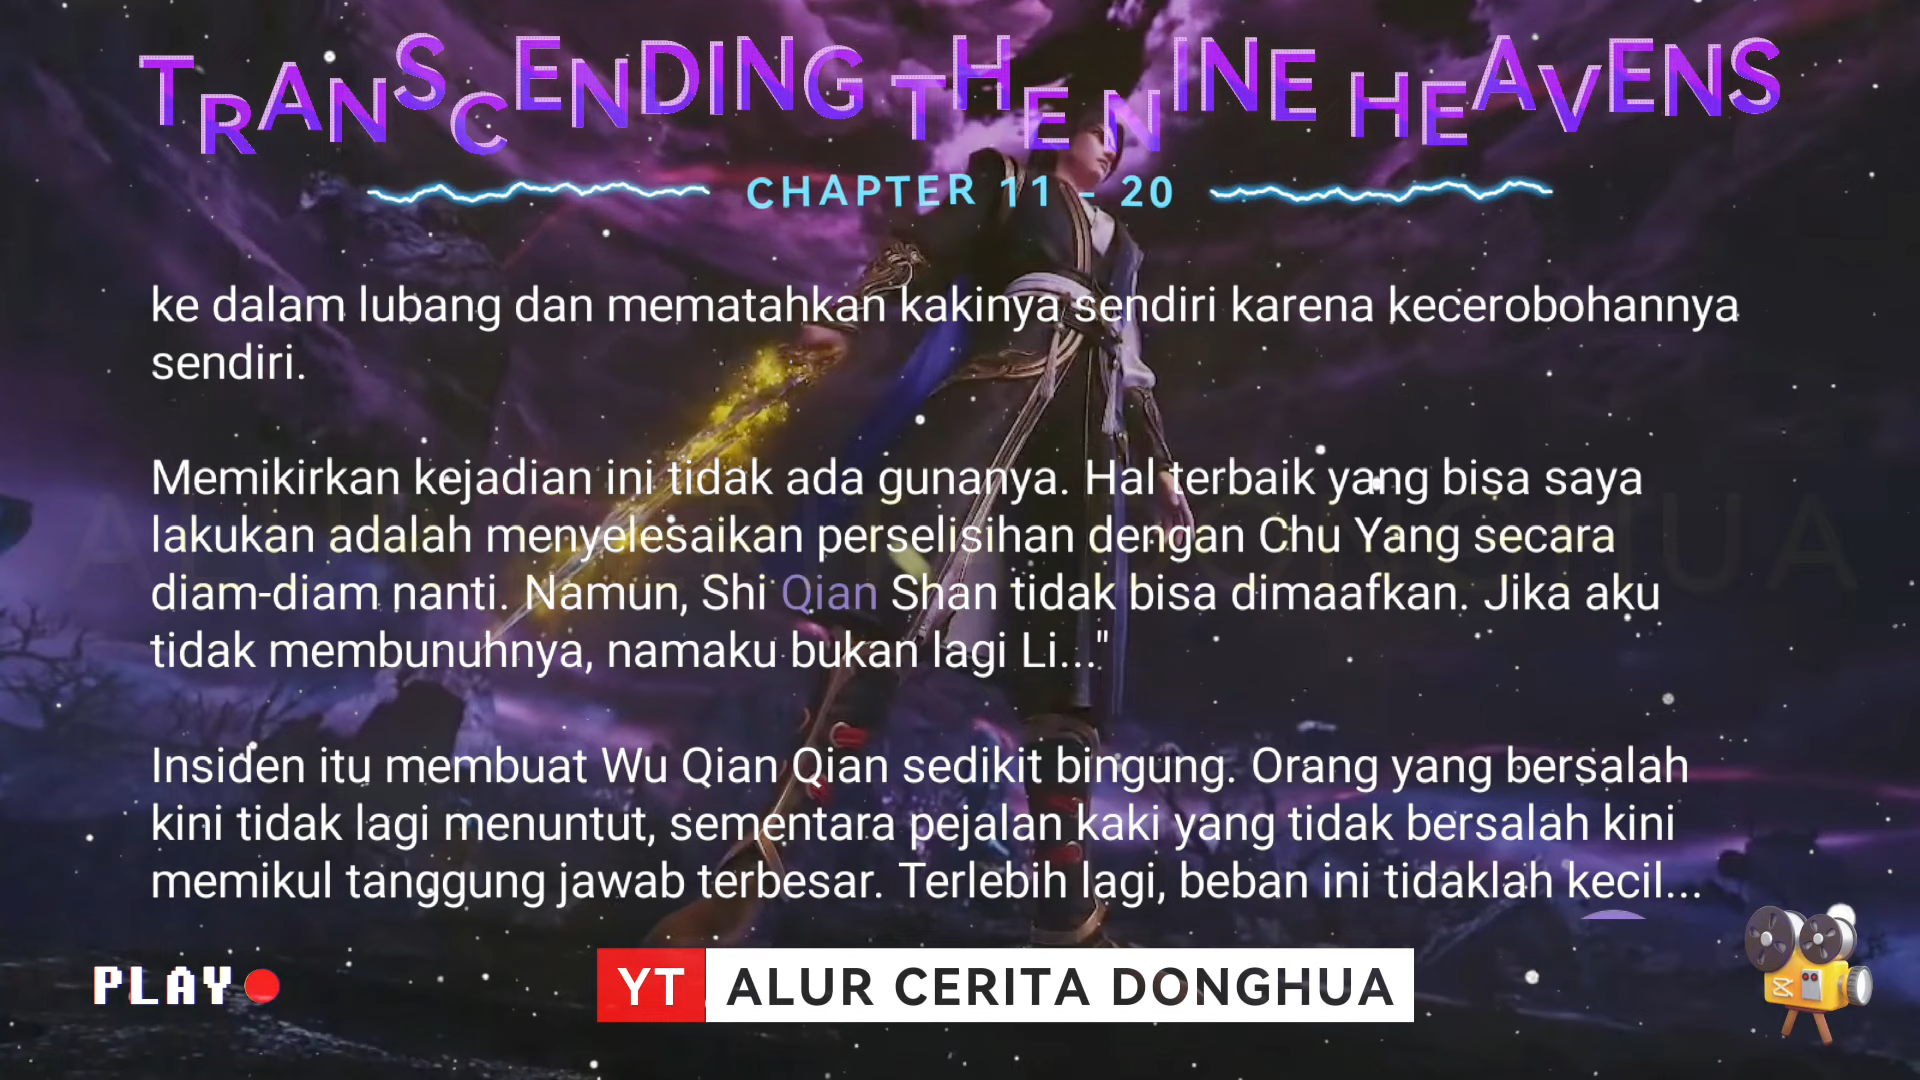 TRANSCENDING THE NINE HEAVENS
CHAPTER 11 - 20
ke dalam lubang dan mematahkan kakinya sendiri karena kecerobohannya
sendiri.
Memikirkan kejadian ini tidak ada gunanya. Hal terbaik yang bisa saya
lakukan adalah menyelesaikan perselisihan dengan Chu Yang secara
diam-diam nanti. Namun, Shi Qian Shan tidak bisa dimaafkan. Jika aku
tidak membunuhnya, namaku bukan lagi Li..."
Insiden itu membuat Wu Qian Qian sedikit bingung. Orang yang bersalah
kini tidak lagi menuntut, sementara pejalan kaki yang tidak bersalah kini
memikul tanggung jawab terbesar. Terlebih lagi, beban ini tidaklah kecil...
PLAY
YT ALUR CERITA DONGHUA